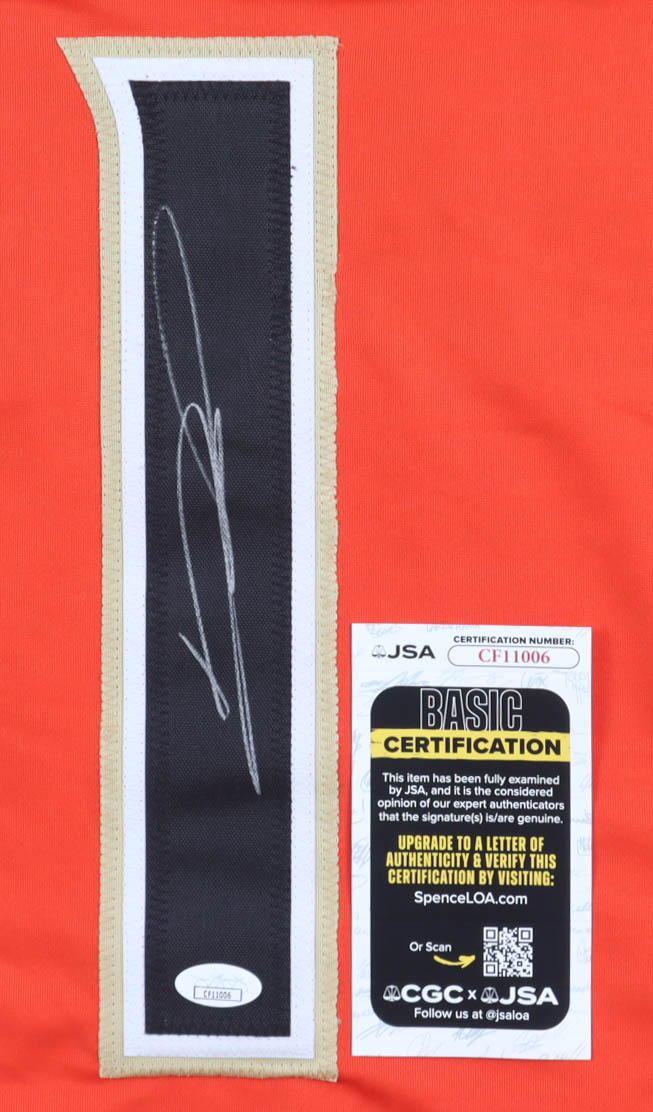 JSA
CERTIFICATION NUMBER:
CF11006
BASIC
CERTIFICATION
This item has been fully examined
by JSA, and it is the considered
opinion of our expert authenticators
that the signature(s) is/are genuine.
UPGRADE TO A LETTER OF
AUTHENTICITY & VERIFY THIS
CERTIFICATION BY VISITING:
SpenceLOA.com
Or Scan
CGC x JSA
Follow us at @jsaloa
CF11006